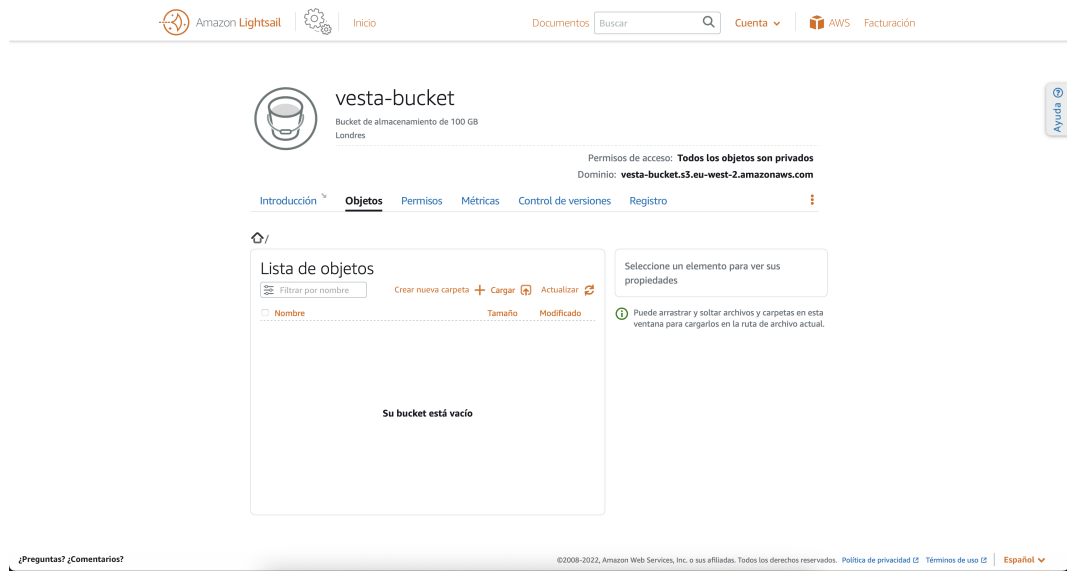 Amazon Lightsail Inicio Documentos Buscar Cuenta AWS Facturación
vesta-bucket
Bucket de almacenamiento de 100 GB
Londres
Ayuda
Permisos de acceso: Todos los objetos son privados
Dominio: vesta-bucket.s3.eu-west-2.amazonaws.com
Introducción Objetos Permisos Métricas Control de versiones Registro
/
Lista de objetos
Filtrar por nombre Crear nueva carpeta Cargar Actualizar
Nombre Tamaño Modificado
Su bucket está vacío
Seleccione un elemento para ver sus
propiedades
Puede arrastrar y soltar archivos y carpetas en esta
ventana para cargarlos en la ruta de archivo actual.
¿Preguntas? ¿Comentarios? ©2008-2022, Amazon Web Services, Inc. o sus afiliadas. Todos los derechos reservados. Política de privacidad Términos de uso Español